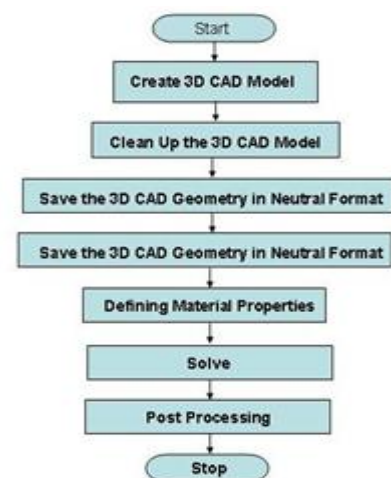 Start
Create 3D CAD Model
Clean Up the 3D CAD Model
Save the 3D CAD Geometry in Neutral Format
Save the 3D CAD Geometry in Neutral Format
Defining Material Properties
Solve
Post Processing
Stop